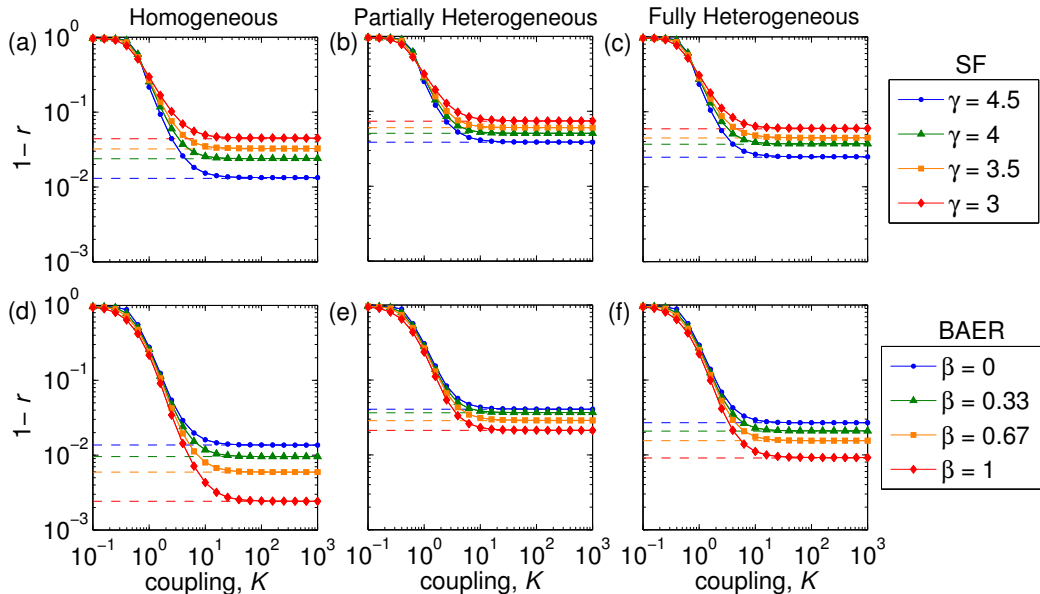 Homogeneous
Partially Heterogeneous
Fully Heterogeneous
(a)
(b)
(c)
10^0
10^-1
10^-2
10^-3
1− r
SF
γ = 4.5
γ = 4
γ = 3.5
γ = 3
(d)
(e)
(f)
10^0
10^-1
10^-2
10^-3
1− r
BAER
β = 0
β = 0.33
β = 0.67
β = 1
10^-1 10^0 10^1 10^2 10^3
10^-1 10^0 10^1 10^2 10^3
10^-1 10^0 10^1 10^2 10^3
coupling, K
coupling, K
coupling, K